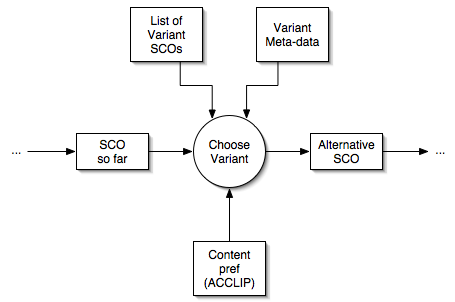 List of
Variant
SCOs
Variant
Meta-data
...
SCO
so far
Choose
Variant
Alternative
SCO
...
Content
pref
(ACCLIP)